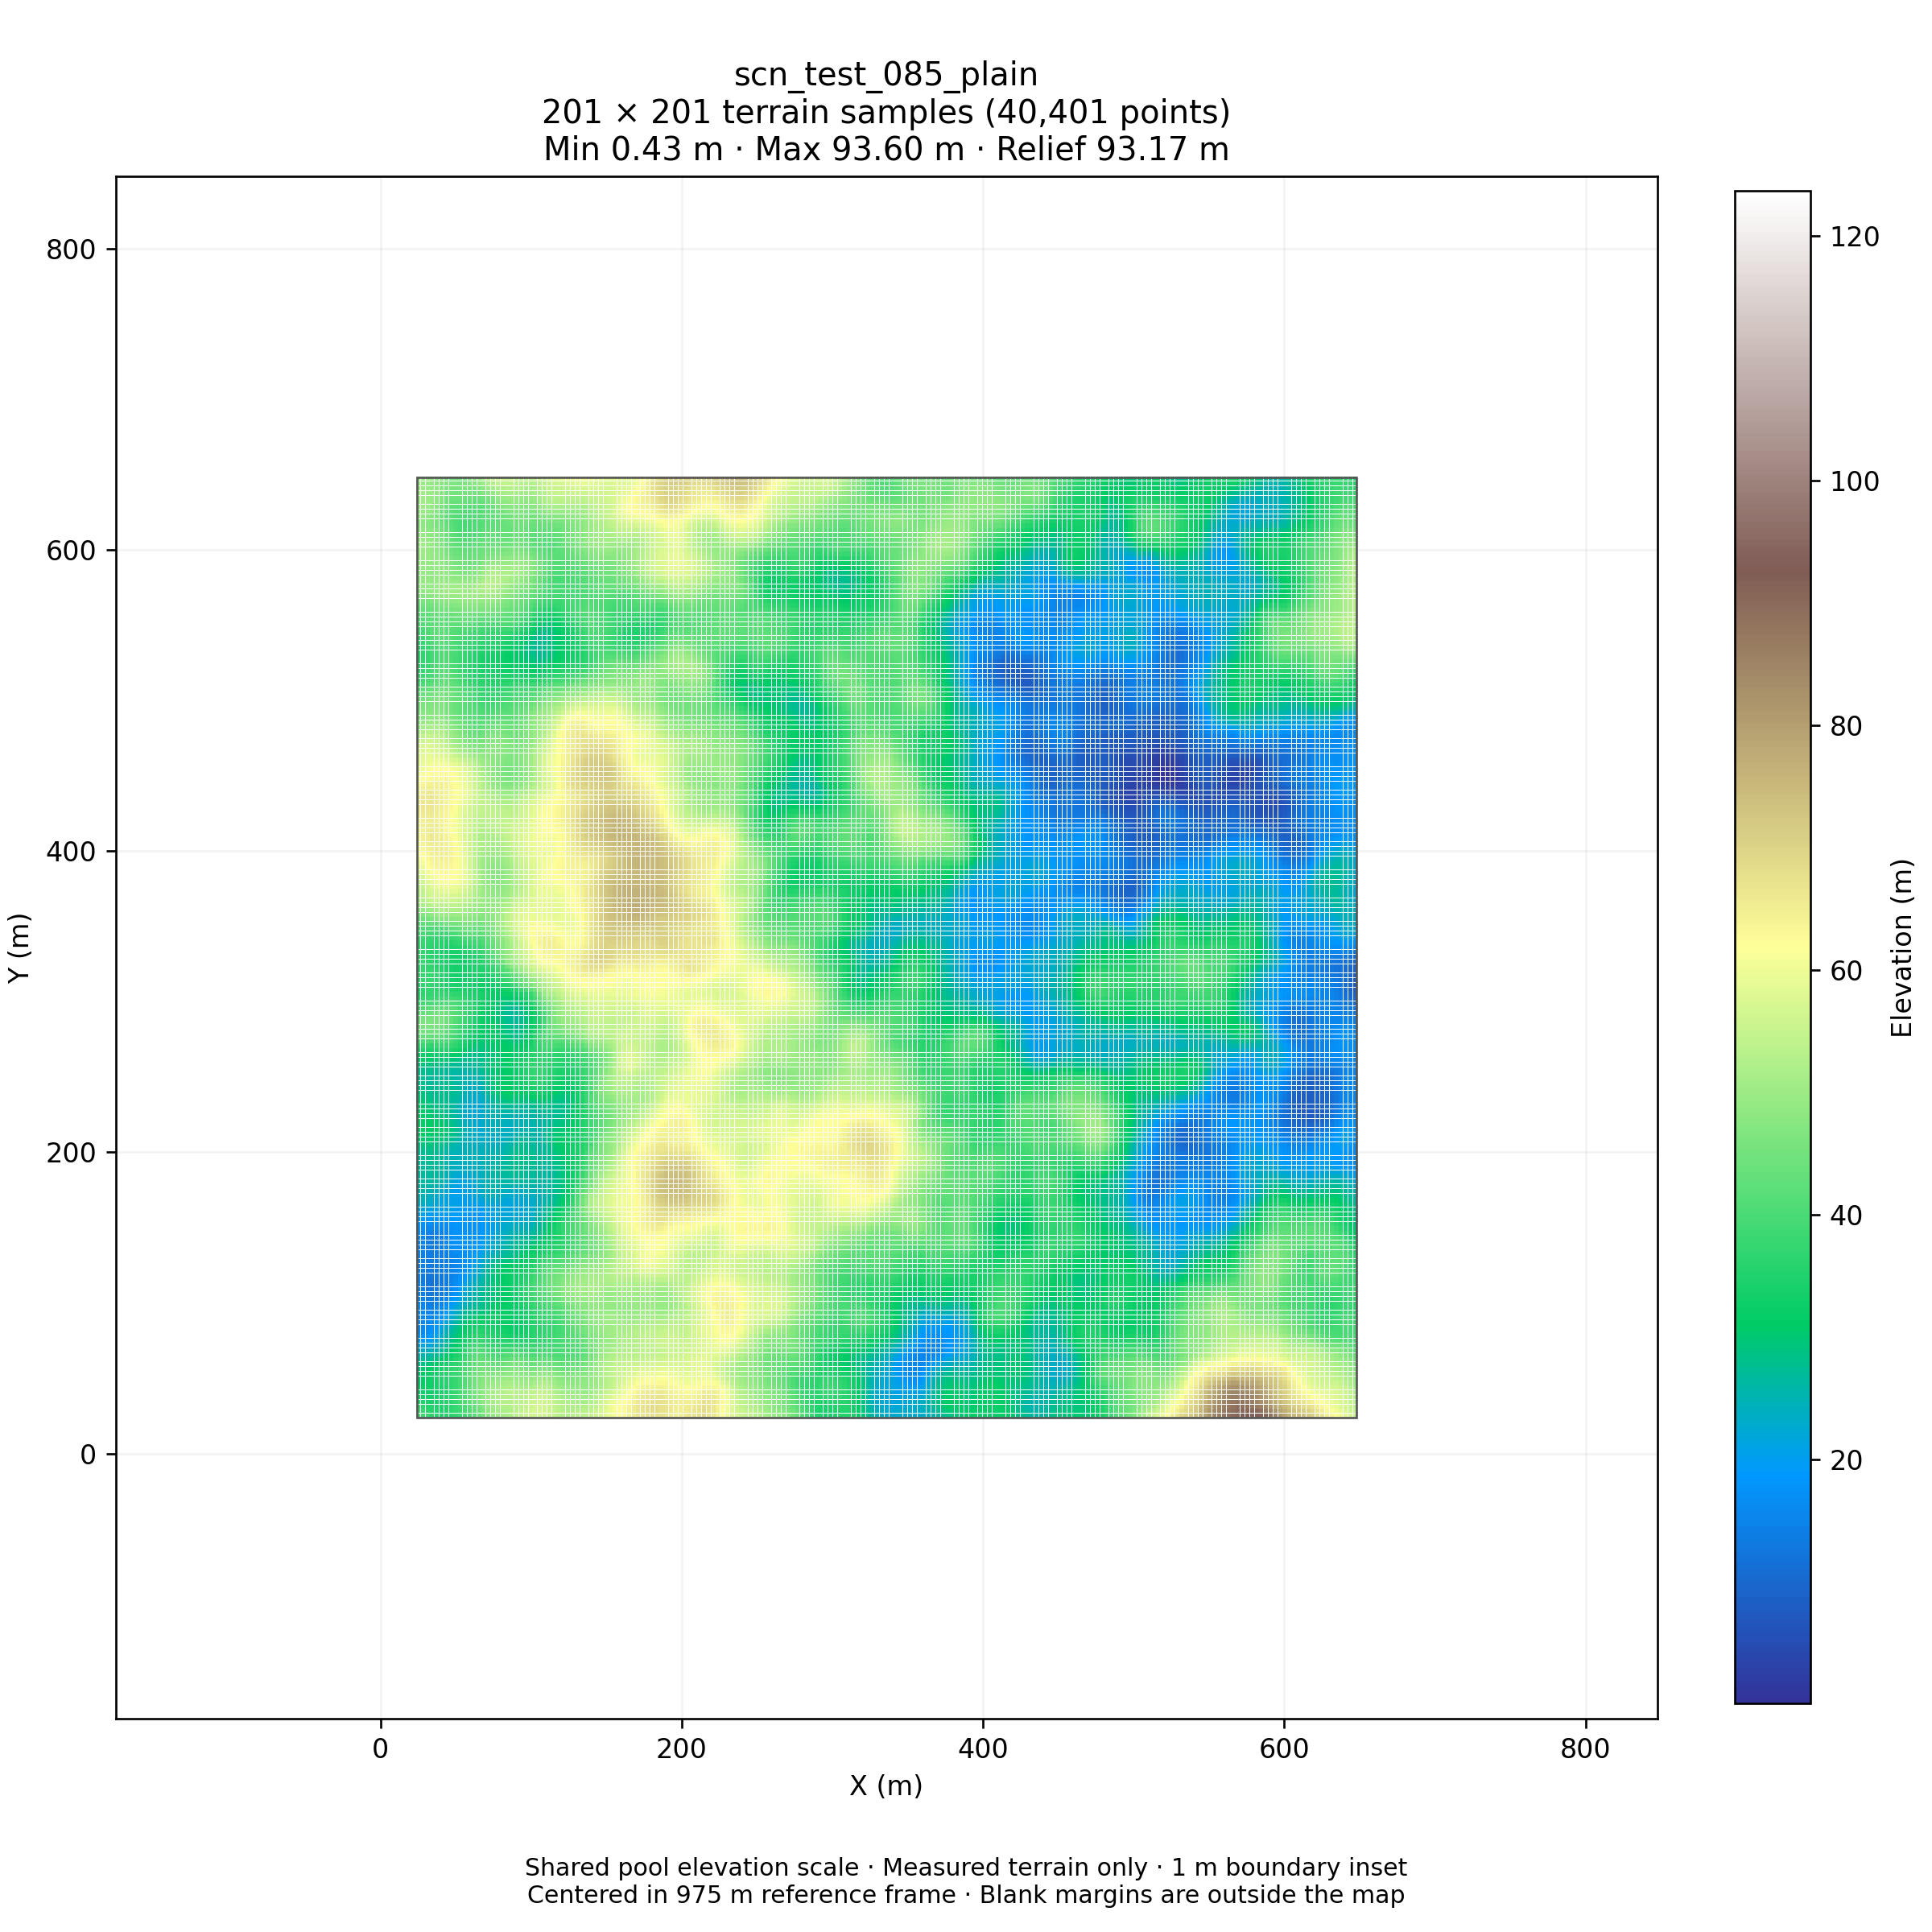 scn_test_085_plain
201 × 201 terrain samples (40,401 points)
Min 0.43 m · Max 93.60 m · Relief 93.17 m
800
600
400
200
0
Y (m)
0
200
400
600
800
X (m)
120
100
80
60
40
20
Elevation (m)
Shared pool elevation scale · Measured terrain only · 1 m boundary inset
Centered in 975 m reference frame · Blank margins are outside the map